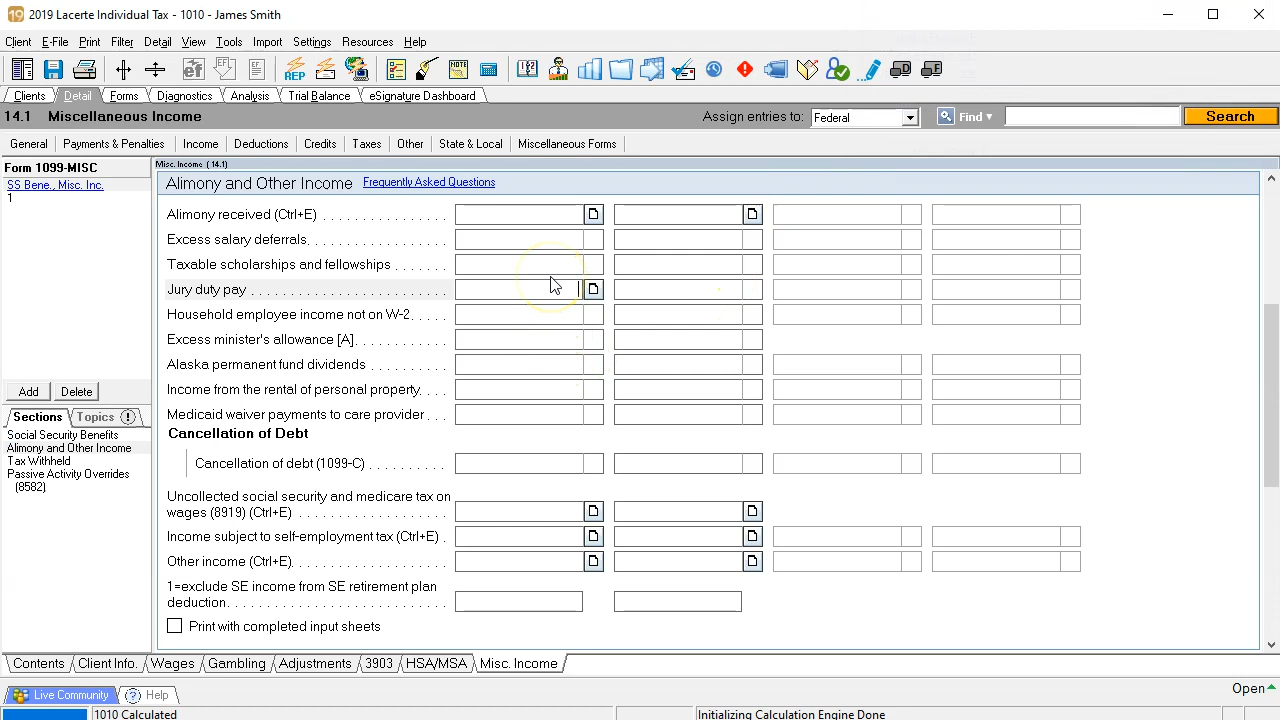 19 2019 Lacerte Individual Tax - 1010 - James Smith
Client E-File Print Filter Detail View Tools Import Settings Resources Help
ef EF REP NOTE 1 2 D E
Clients Detail Forms Diagnostics Analysis Trial Balance eSignature Dashboard
14.1 Miscellaneous Income Assign entries to: Federal Find Search
General Payments & Penalties Income Deductions Credits Taxes Other State & Local Miscellaneous Forms
Form 1099-MISC
SS Bene., Misc. Inc.
1
Add Delete
Sections Topics
Social Security Benefits
Alimony and Other Income
Tax Withheld
Passive Activity Overrides
(8582)
Misc. Income (14.1)
Alimony and Other Income Frequently Asked Questions
Alimony received (Ctrl+E)
Excess salary deferrals
Taxable scholarships and fellowships
Jury duty pay
Household employee income not on W-2
Excess minister's allowance [A]
Alaska permanent fund dividends
Income from the rental of personal property
Medicaid waiver payments to care provider
Cancellation of Debt
Cancellation of debt (1099-C)
Uncollected social security and medicare tax on
wages (8919) (Ctrl+E)
Income subject to self-employment tax (Ctrl+E)
Other income (Ctrl+E)
1=exclude SE income from SE retirement plan
deduction
Print with completed input sheets
Contents Client Info. Wages Gambling Adjustments 3903 HSA/MSA Misc. Income
Live Community ? Help Open
1010 Calculated Initializing Calculation Engine Done